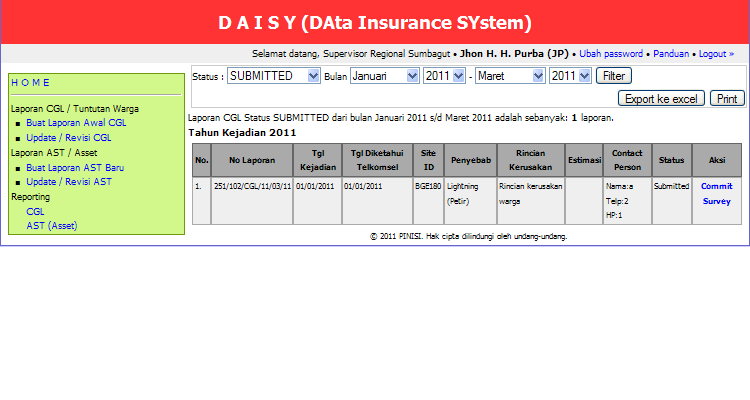 D A I S Y (DAta Insurance SYstem)
Selamat datang, Supervisor Regional Sumbagut • Jhon H. H. Purba (JP) • Ubah password • Panduan • Logout »
H O M E
Laporan CGL / Tuntutan Warga
Buat Laporan Awal CGL
Update / Revisi CGL
Laporan AST / Asset
Buat Laporan AST Baru
Update / Revisi AST
Reporting
CGL
AST (Asset)
Status : SUBMITTED Bulan Januari 2011 - Maret 2011 Filter
Export ke excel Print
Laporan CGL Status SUBMITTED dari bulan Januari 2011 s/d Maret 2011 adalah sebanyak: 1 laporan.
Tahun Kejadian 2011
No. No Laporan Tgl Kejadian Tgl Diketahui Telkomsel Site ID Penyebab Rincian Kerusakan Estimasi Contact Person Status Aksi
1. 251/102/CGL/11/03/11 01/01/2011 01/01/2011 BGE180 Lightning (Petir) Rincian kerusakan warga Nama:a Telp:2 HP:1 Submitted Commit Survey
© 2011 PINISI. Hak cipta dilindungi oleh undang-undang.